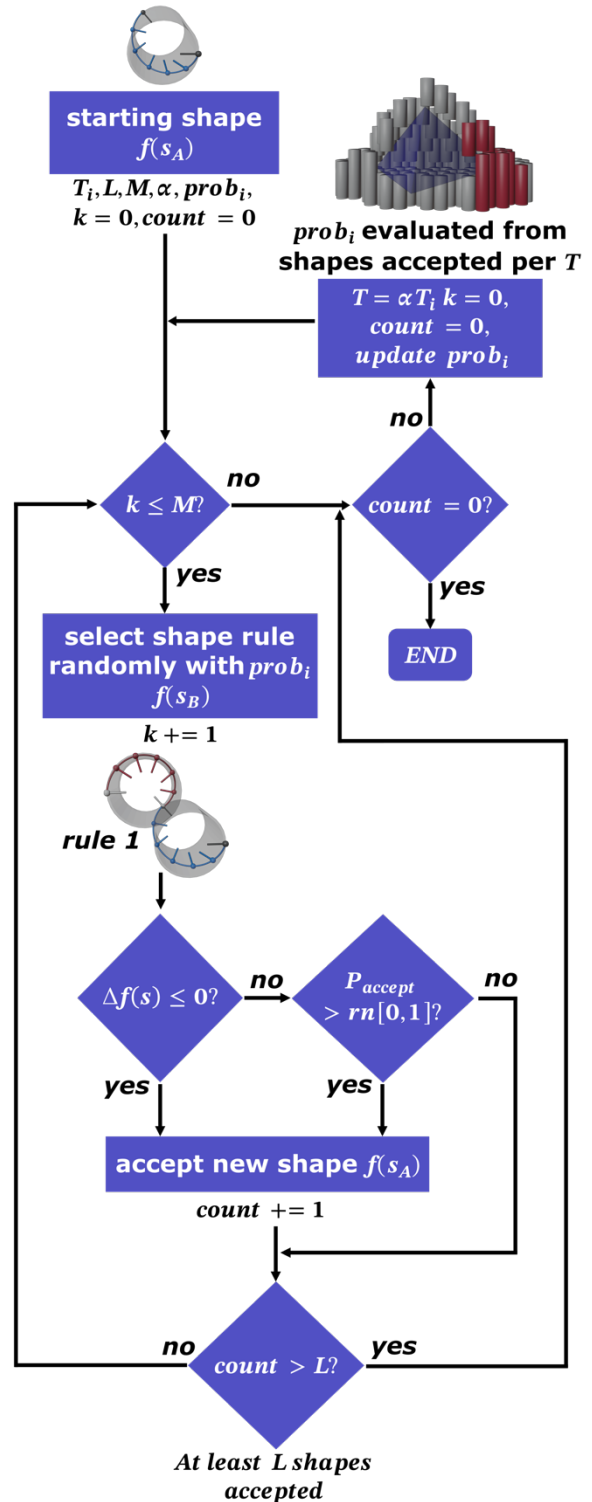 starting shape
f(s_A)
T_i, L, M, α, prob_i,
k = 0, count = 0
prob_i evaluated from
shapes accepted per T
T = αT_i k = 0,
count = 0,
update prob_i
no
k ≤ M?
no
count = 0?
yes
yes
select shape rule
randomly with prob_i
f(s_B)
END
k += 1
rule 1
Δf(s) ≤ 0?
no
P_accept
> rn[0,1]?
no
yes
yes
accept new shape f(s_A)
count += 1
no
count > L?
yes
At least L shapes
accepted